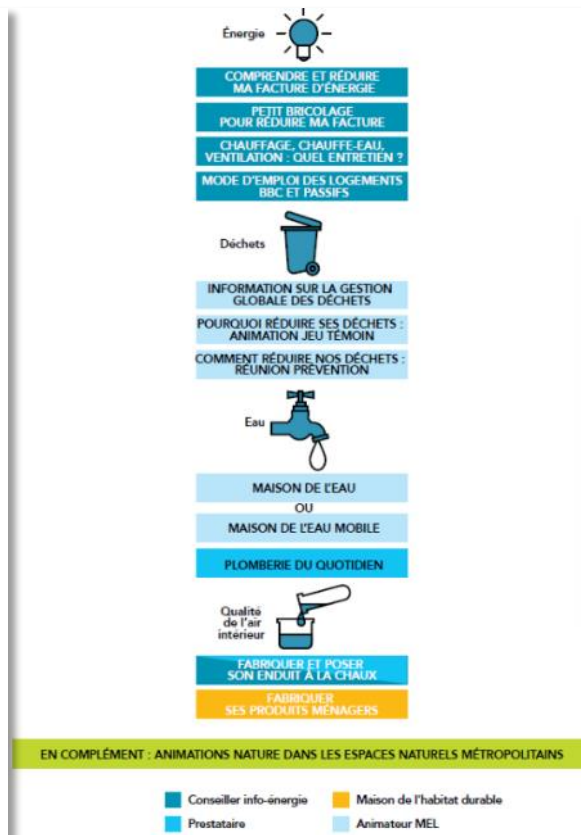 Énergie
COMPRENDRE ET RÉDUIRE
MA FACTURE D'ÉNERGIE
PETIT BRICOLAGE
POUR RÉDUIRE MA FACTURE
CHAUFFAGE, CHAUFFE-EAU,
VENTILATION : QUEL ENTRETIEN ?
MODE D'EMPLOI DES LOGEMENTS
BBC ET PASSIFS
Déchets
INFORMATION SUR LA GESTION
GLOBALE DES DÉCHETS
POURQUOI RÉDUIRE SES DÉCHETS :
ANIMATION JEU TÉMOIN
COMMENT RÉDUIRE NOS DÉCHETS :
RÉUNION PRÉVENTION
Eau
MAISON DE L'EAU
OU
MAISON DE L'EAU MOBILE
PLOMBERIE DU QUOTIDIEN
Qualité
de l'air
intérieur
FABRIQUER ET POSER
SON ENDUIT À LA CHAUX
FABRIQUER
SES PRODUITS MÉNAGERS
EN COMPLÉMENT : ANIMATIONS NATURE DANS LES ESPACES NATURELS MÉTROPOLITAINS
Conseiller info-énergie
Maison de l'habitat durable
Prestataire
Animateur MEL